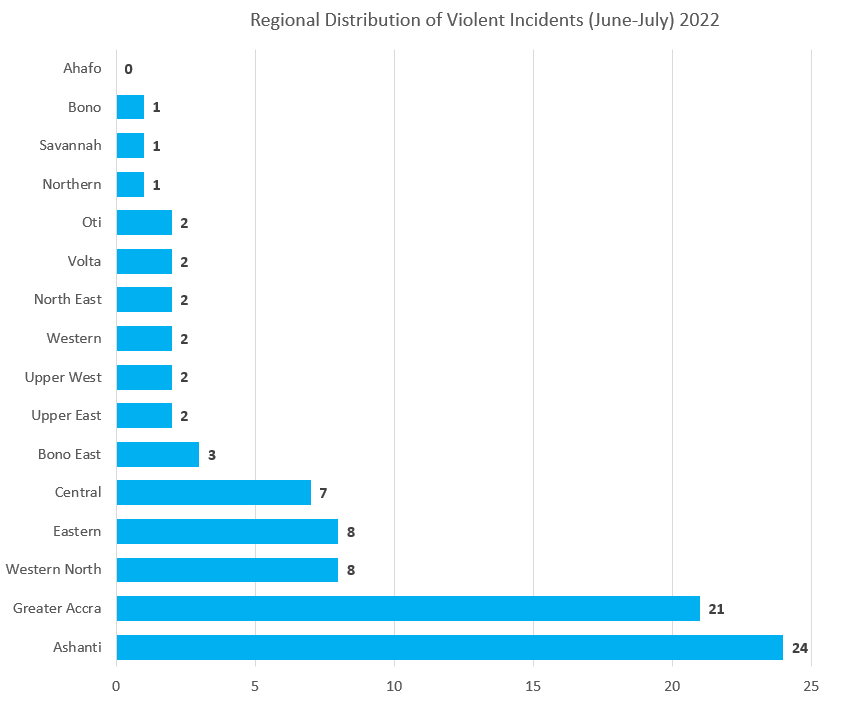 Regional Distribution of Violent Incidents (June-July) 2022
Ahafo 0
Bono 1
Savannah 1
Northern 1
Oti 2
Volta 2
North East 2
Western 2
Upper West 2
Upper East 2
Bono East 3
Central 7
Eastern 8
Western North 8
Greater Accra 21
Ashanti 24
0 5 10 15 20 25